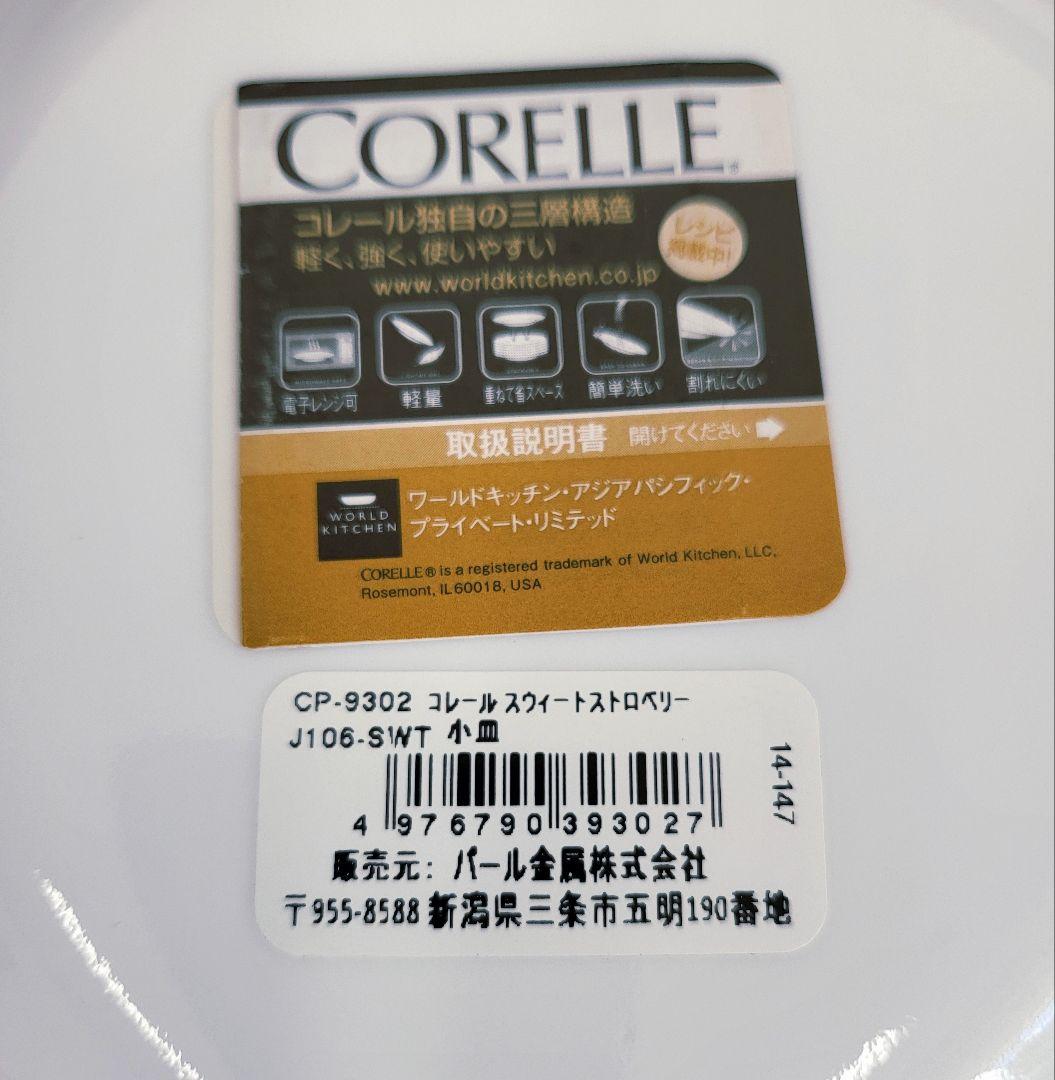 CORELLE®
コレール独自の三層構造
軽く、強く、使いやすい
レシピ
掲載中!
www.worldkitchen.co.jp
電子レンジ可 軽量 重ねて省スペース 簡単洗い 割れにくい
取扱説明書 開けてください
WORLD
KITCHEN
ワールドキッチン・アジアパシフィック・
プライベート・リミテッド
CORELLE® is a registered trademark of World Kitchen, LLC,
Rosemont, IL60018, USA
CP-9302 コレール スウィートストロベリー
J106-SWT 小皿
14-147
4 976790 393027
販売元: パール金属株式会社
〒955-8588 新潟県三条市五明190番地